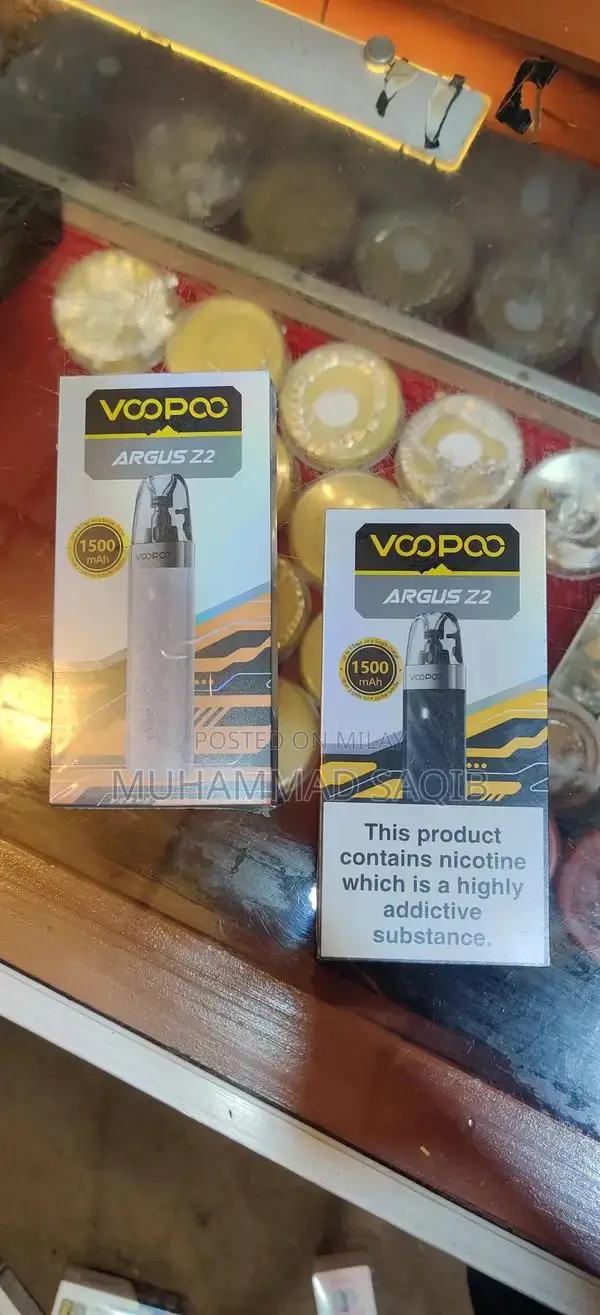 VOOPOO
ARGUS Z2
1500
mAh
VOOPOO
VOOPOO
ARGUS Z2
1500
mAh
VOOPOO
POSTED ON MILAY
MUHAMMAD SAQIB
This product
contains nicotine
which is a highly
addictive
substance.